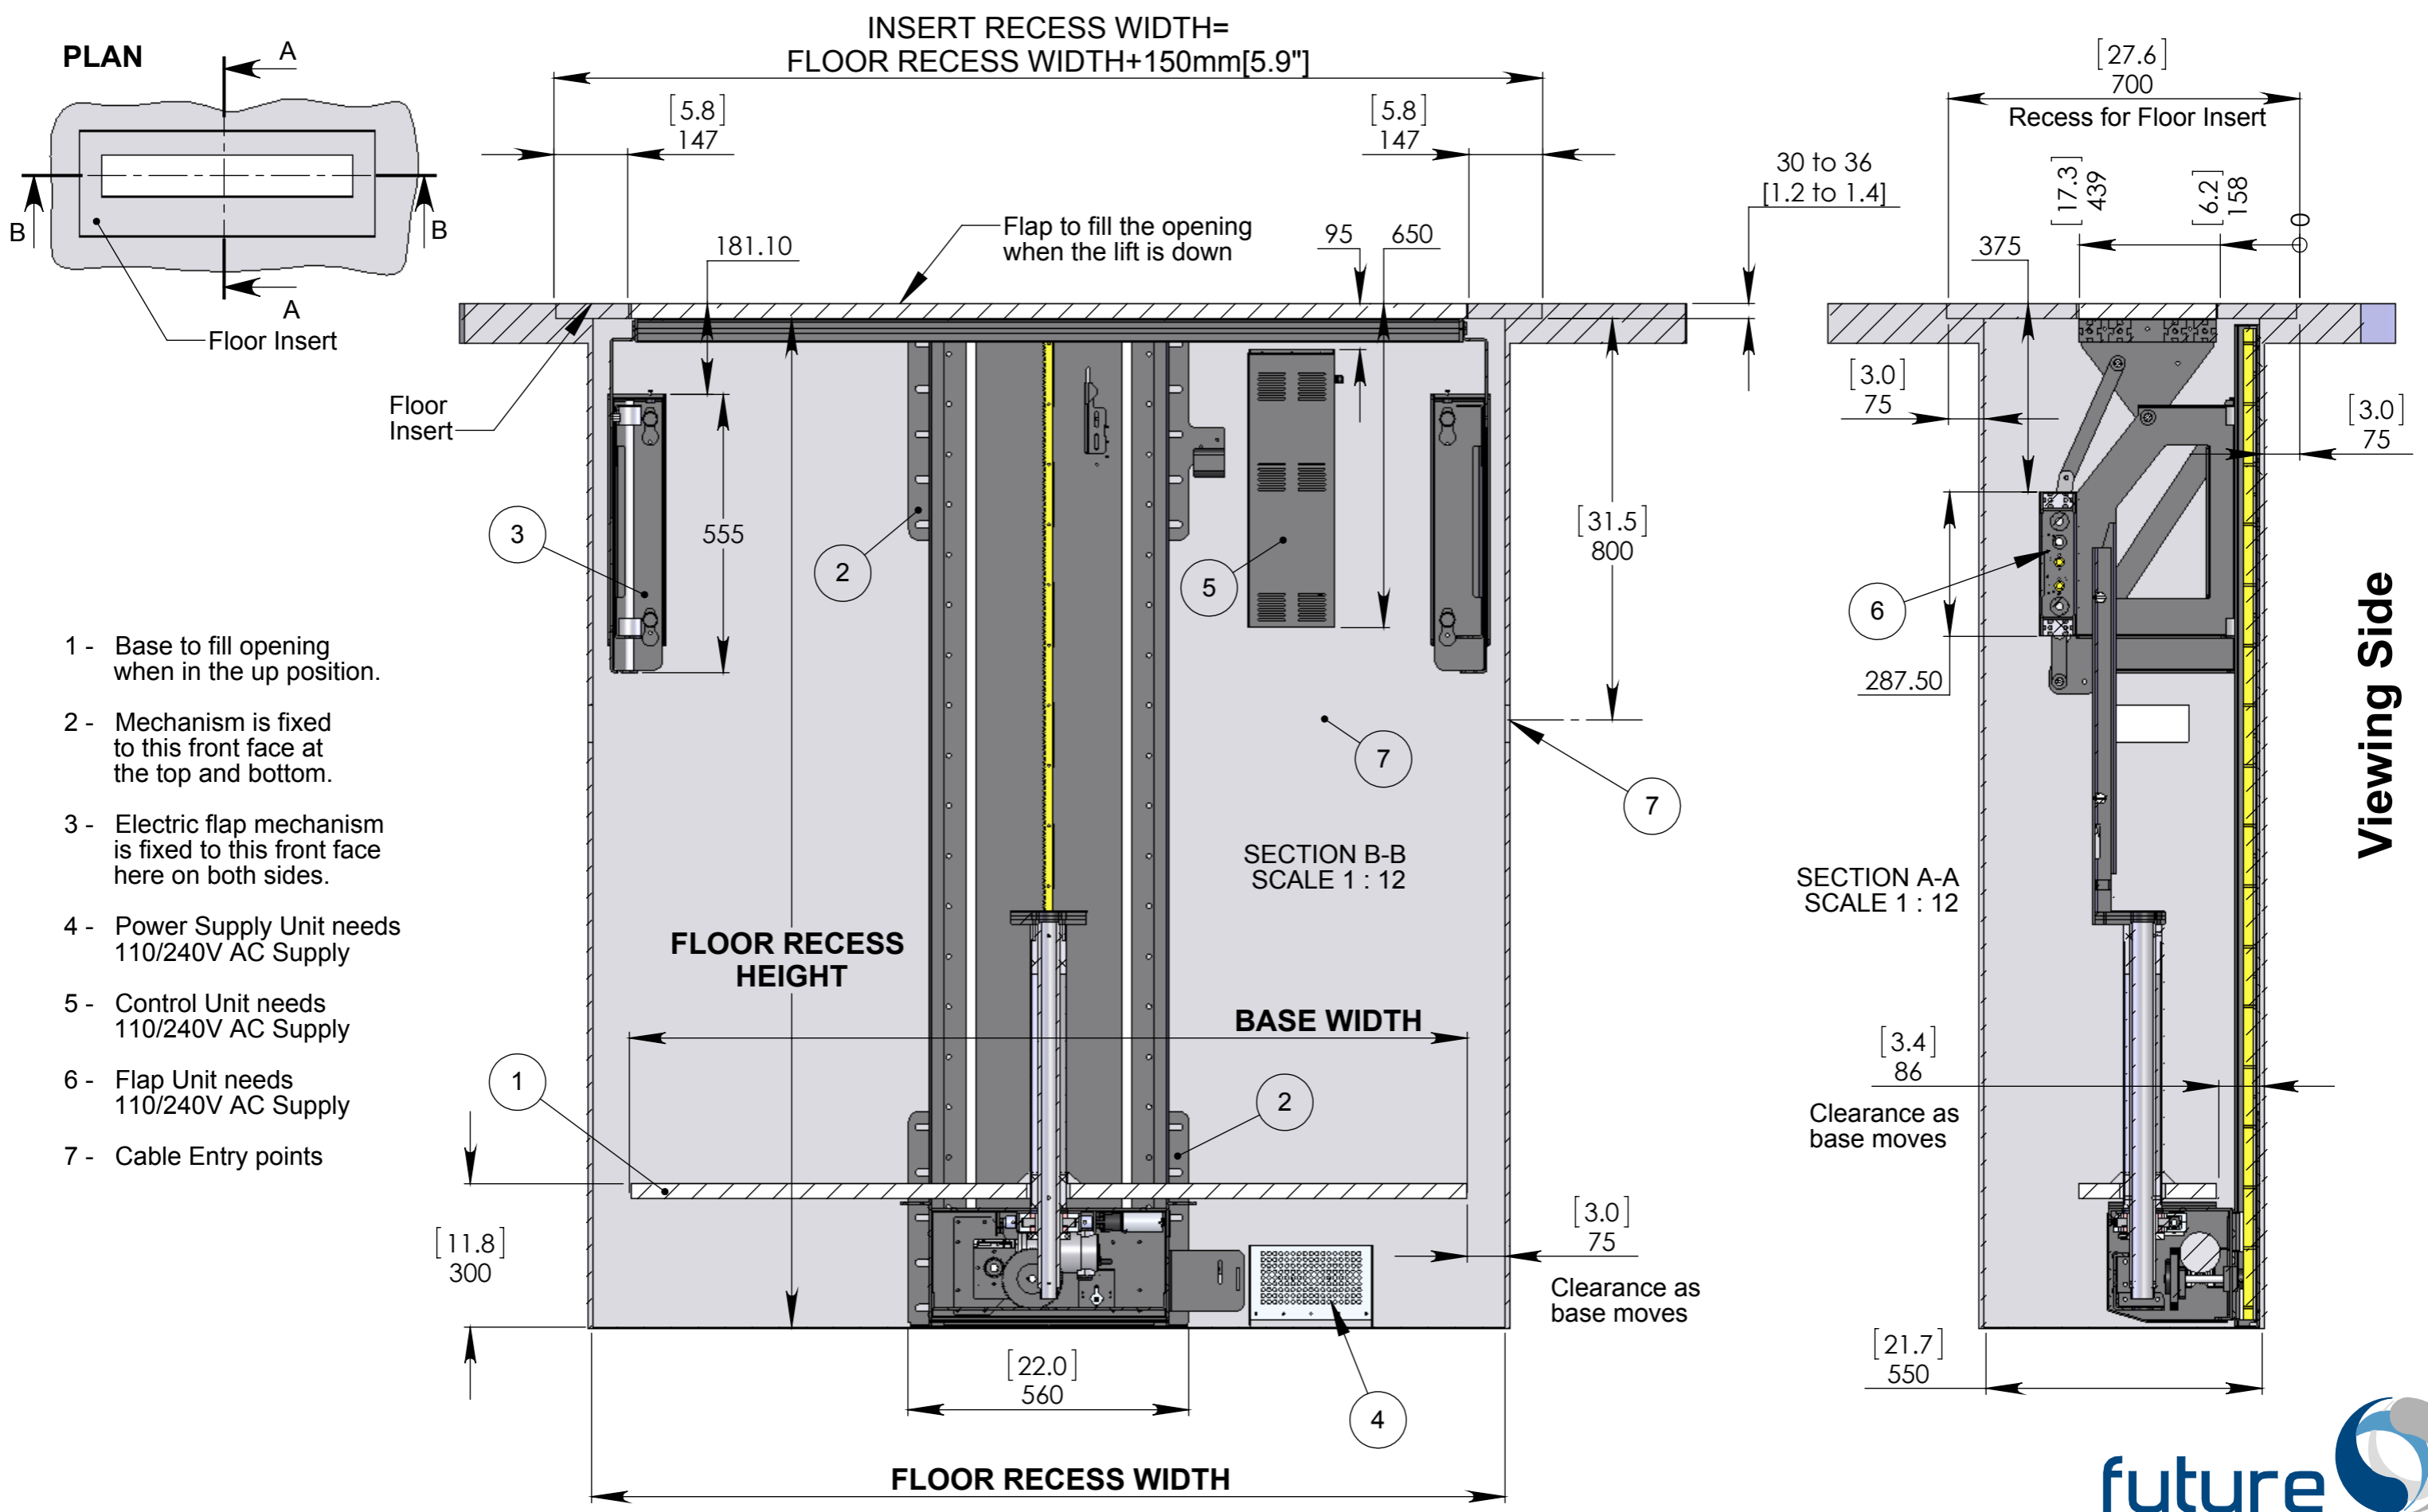 PLAN
A
B
B
A
Floor Insert
INSERT RECESS WIDTH=
FLOOR RECESS WIDTH+150mm[5.9"]
[5.8]
147
[5.8]
147
30 to 36
[1.2 to 1.4]
Flap to fill the opening
when the lift is down
181.10
95
650
Floor
Insert
555
3
2
5
[31.5]
800
7
7
SECTION B-B
SCALE 1 : 12
FLOOR RECESS
HEIGHT
BASE WIDTH
1
2
[11.8]
300
[3.0]
75
Clearance as
base moves
[22.0]
560
4
FLOOR RECESS WIDTH
1 - Base to fill opening
when in the up position.
2 - Mechanism is fixed
to this front face at
the top and bottom.
3 - Electric flap mechanism
is fixed to this front face
here on both sides.
4 - Power Supply Unit needs
110/240V AC Supply
5 - Control Unit needs
110/240V AC Supply
6 - Flap Unit needs
110/240V AC Supply
7 - Cable Entry points
[27.6]
700
Recess for Floor Insert
[17.3]
439
[6.2]
158
0
375
[3.0]
75
[3.0]
75
6
287.50
Viewing Side
SECTION A-A
SCALE 1 : 12
[3.4]
86
Clearance as
base moves
[21.7]
550
future